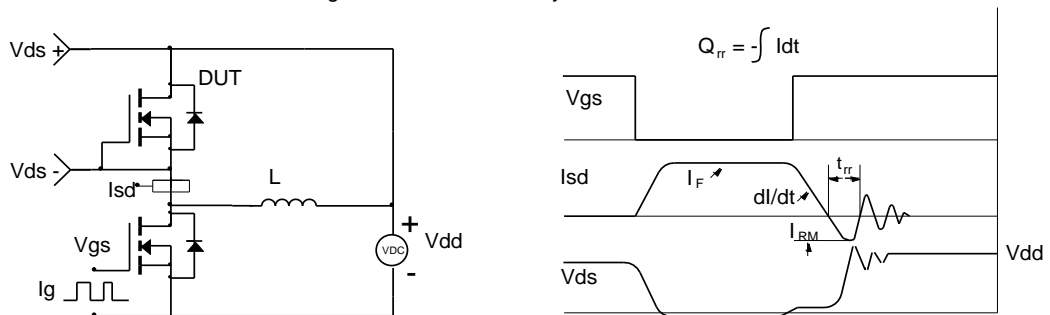 Vds +
DUT
Vds -
Isd
L
Vgs
+
VDC
Vdd
-
Ig
Qrr = -∫ Idt
Vgs
Isd
IF
dI/dt
trr
IRM
Vds
Vdd